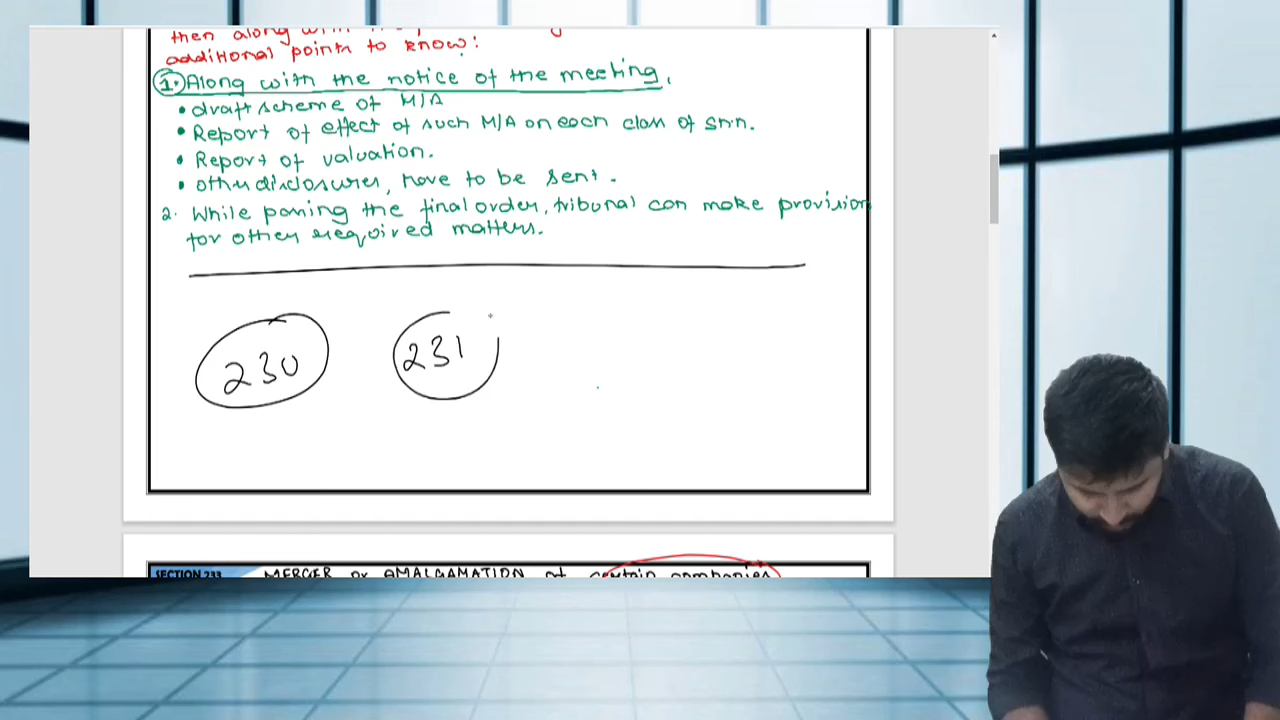 then along with
additional points to know:
1. Along with the notice of the meeting,
• draft scheme of M/A
• Report of effect of such M/A on each class of SHH.
• Report of valuation.
• other disclosures, have to be sent.
2. While passing the final order, tribunal can make provision
for other required matters.
230 231
SECTION 233 MERGER or AMALGAMATION of certain companies